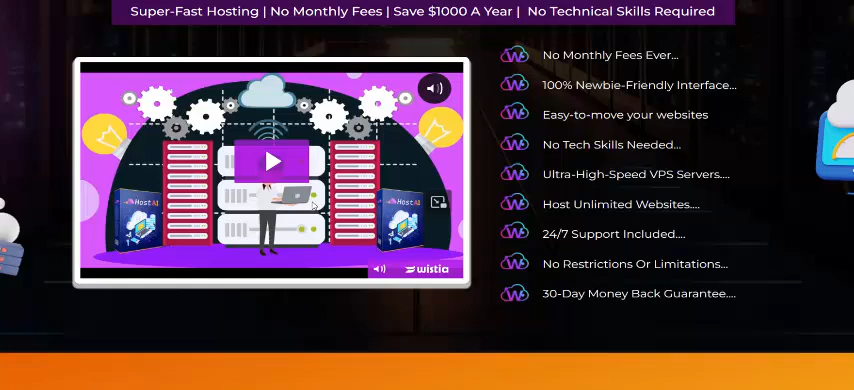 Super-Fast Hosting | No Monthly Fees | Save $1000 A Year | No Technical Skills Required
No Monthly Fees Ever...
100% Newbie-Friendly Interface...
Easy-to-move your websites
No Tech Skills Needed...
Ultra-High-Speed VPS Servers....
Host Unlimited Websites....
24/7 Support Included....
No Restrictions Or Limitations...
30-Day Money Back Guarantee....
Host AI
Host AI
wistia